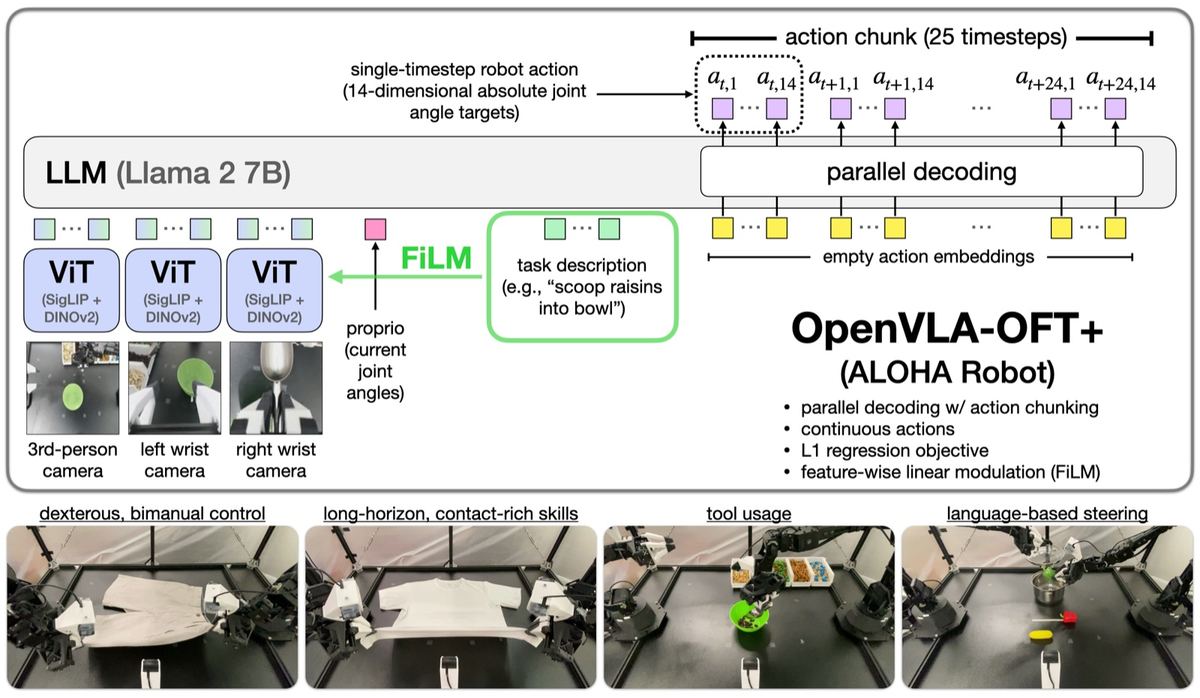 action chunk (25 timesteps)
single-timestep robot action
(14-dimensional absolute joint
angle targets)
a_{t,1} ... a_{t,14} a_{t+1,1} ... a_{t+1,14} ... a_{t+24,1} ... a_{t+24,14}
LLM (Llama 2 7B)
parallel decoding
ViT
(SigLIP +
DINOv2)
ViT
(SigLIP +
DINOv2)
ViT
(SigLIP +
DINOv2)
3rd-person
camera
left wrist
camera
right wrist
camera
proprio
(current
joint
angles)
FiLM
task description
(e.g., “scoop raisins
into bowl”)
empty action embeddings
OpenVLA-OFT+
(ALOHA Robot)
• parallel decoding w/ action chunking
• continuous actions
• L1 regression objective
• feature-wise linear modulation (FiLM)
dexterous, bimanual control
long-horizon, contact-rich skills
tool usage
language-based steering